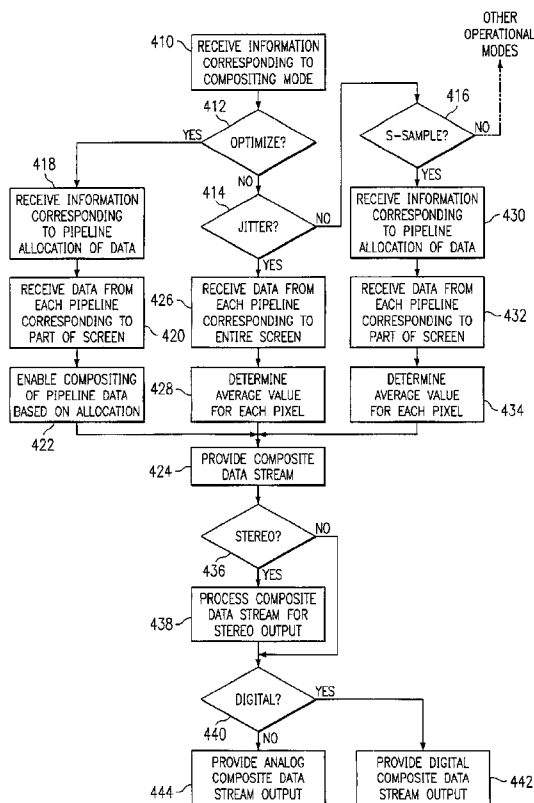 OTHER
OPERATIONAL
MODES
410
RECEIVE INFORMATION
CORRESPONDING TO
COMPOSITING MODE
412
YES
OPTIMIZE?
NO
416
S-SAMPLE?
NO
YES
418
RECEIVE INFORMATION
CORRESPONDING
TO PIPELINE
ALLOCATION OF DATA
414
JITTER?
NO
YES
RECEIVE INFORMATION
CORRESPONDING
TO PIPELINE
ALLOCATION OF DATA
430
RECEIVE DATA FROM
EACH PIPELINE
CORRESPONDING TO
PART OF SCREEN
420
426
RECEIVE DATA FROM
EACH PIPELINE
CORRESPONDING TO
ENTIRE SCREEN
RECEIVE DATA FROM
EACH PIPELINE
CORRESPONDING TO
PART OF SCREEN
432
ENABLE COMPOSITING
OF PIPELINE DATA
BASED ON ALLOCATION
422
428
DETERMINE
AVERAGE VALUE
FOR EACH PIXEL
DETERMINE
AVERAGE VALUE
FOR EACH PIXEL
434
424
PROVIDE COMPOSITE
DATA STREAM
STEREO?
NO
436
YES
438
PROCESS COMPOSITE
DATA STREAM FOR
STEREO OUTPUT
DIGITAL?
YES
440
NO
444
PROVIDE ANALOG
COMPOSITE DATA
STREAM OUTPUT
PROVIDE DIGITAL
COMPOSITE DATA
STREAM OUTPUT
442